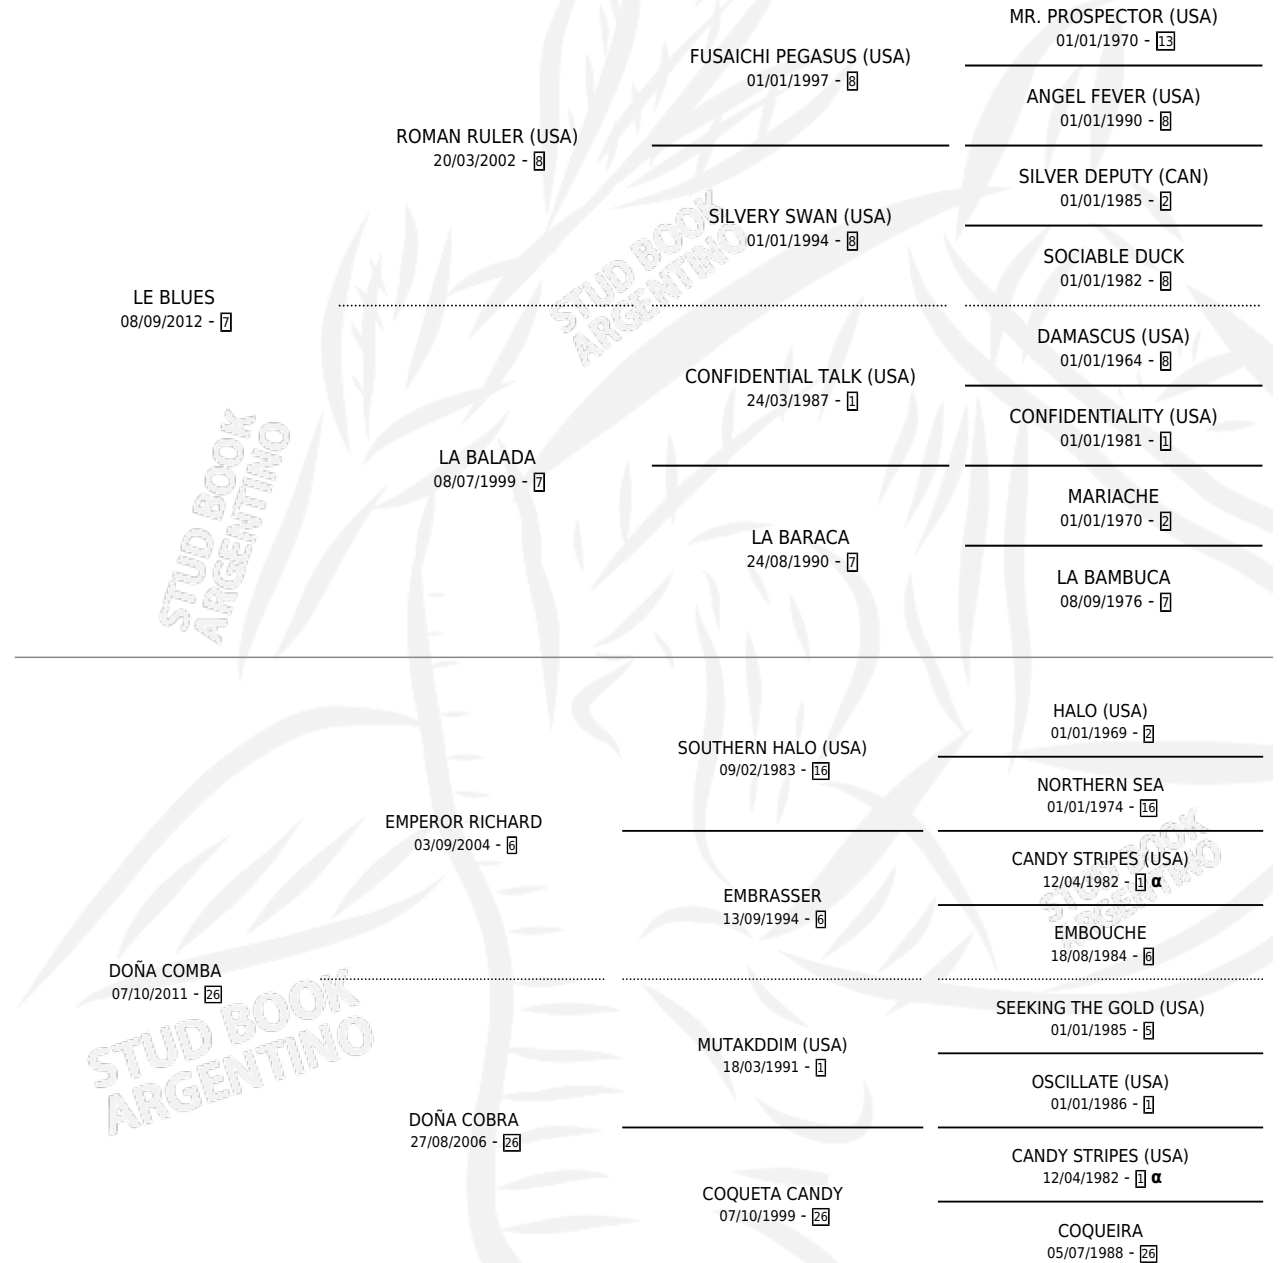 MR. PROSPECTOR (USA)
01/01/1970 - 13
FUSAICHI PEGASUS (USA)
01/01/1997 - 8
ANGEL FEVER (USA)
01/01/1990 - 8
ROMAN RULER (USA)
20/03/2002 - 8
SILVER DEPUTY (CAN)
01/01/1985 - 2
SILVERY SWAN (USA)
01/01/1994 - 8
SOCIABLE DUCK
01/01/1982 - 8
STUD BOOK
ARGENTINO
LE BLUES
08/09/2012 - 7
DAMASCUS (USA)
01/01/1964 - 8
CONFIDENTIAL TALK (USA)
24/03/1987 - 1
CONFIDENTIALITY (USA)
01/01/1981 - 1
LA BALADA
08/07/1999 - 7
MARIACHE
01/01/1970 - 2
LA BARACA
24/08/1990 - 7
LA BAMBUCA
08/09/1976 - 7
STUD BOOK
ARGENTINO
HALO (USA)
01/01/1969 - 2
SOUTHERN HALO (USA)
09/02/1983 - 16
NORTHERN SEA
01/01/1974 - 16
EMPEROR RICHARD
03/09/2004 - 6
CANDY STRIPES (USA)
12/04/1982 - 1 α
EMBRASSER
13/09/1994 - 6
EMBOUCHE
18/08/1984 - 6
STUD BOOK
ARGENTINO
DOÑA COMBA
07/10/2011 - 26
SEEKING THE GOLD (USA)
01/01/1985 - 5
MUTAKDDIM (USA)
18/03/1991 - 1
OSCILLATE (USA)
01/01/1986 - 1
DOÑA COBRA
27/08/2006 - 26
CANDY STRIPES (USA)
12/04/1982 - 1 α
COQUETA CANDY
07/10/1999 - 26
COQUEIRA
05/07/1988 - 26
STUD BOOK
ARGENTINO